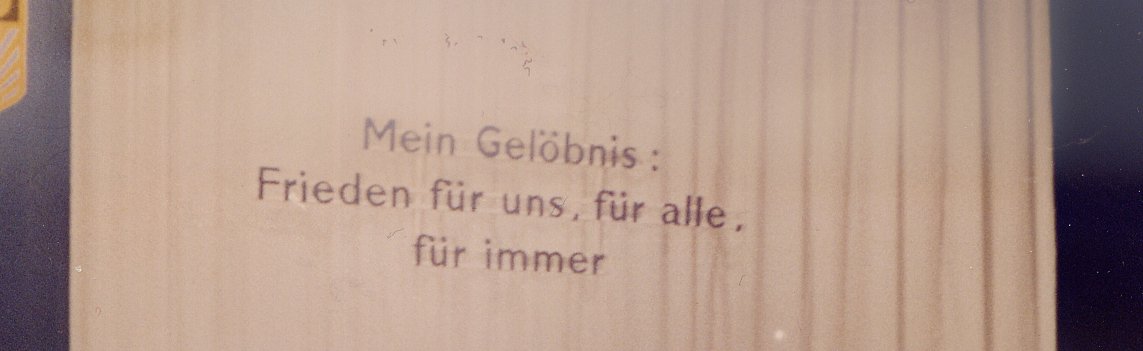 Mein Gelöbnis:
Frieden für uns, für alle,
für immer